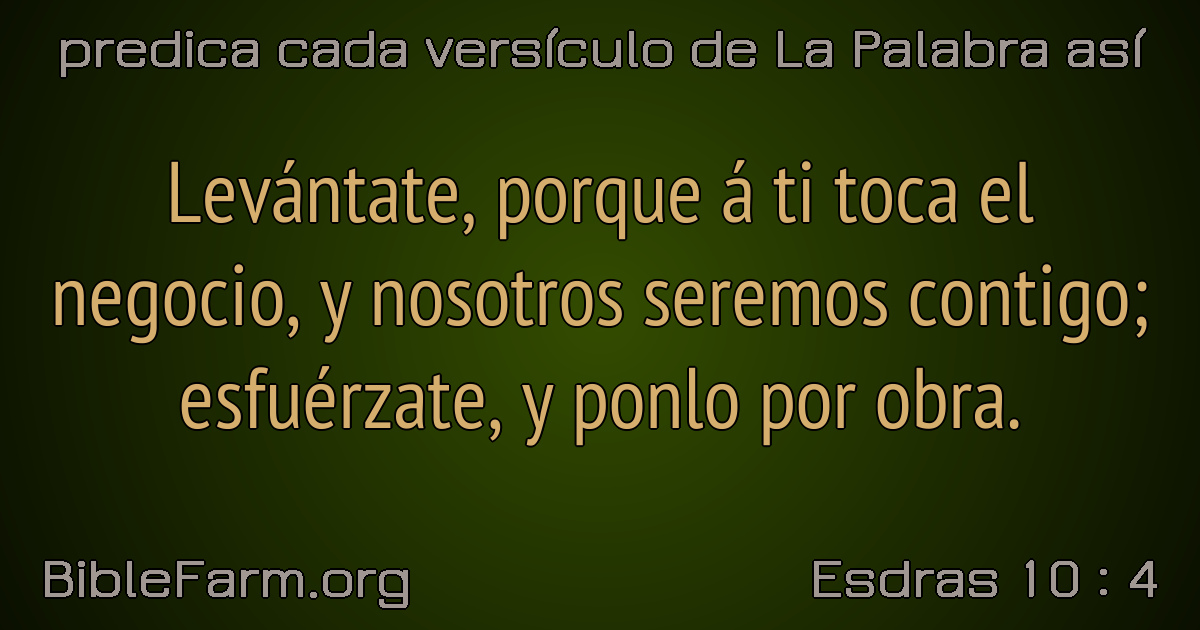 predica cada versículo de La Palabra así
Levántate, porque á ti toca el
negocio, y nosotros seremos contigo;
esfuérzate, y ponlo por obra.
BibleFarm.org
Esdras 10 : 4